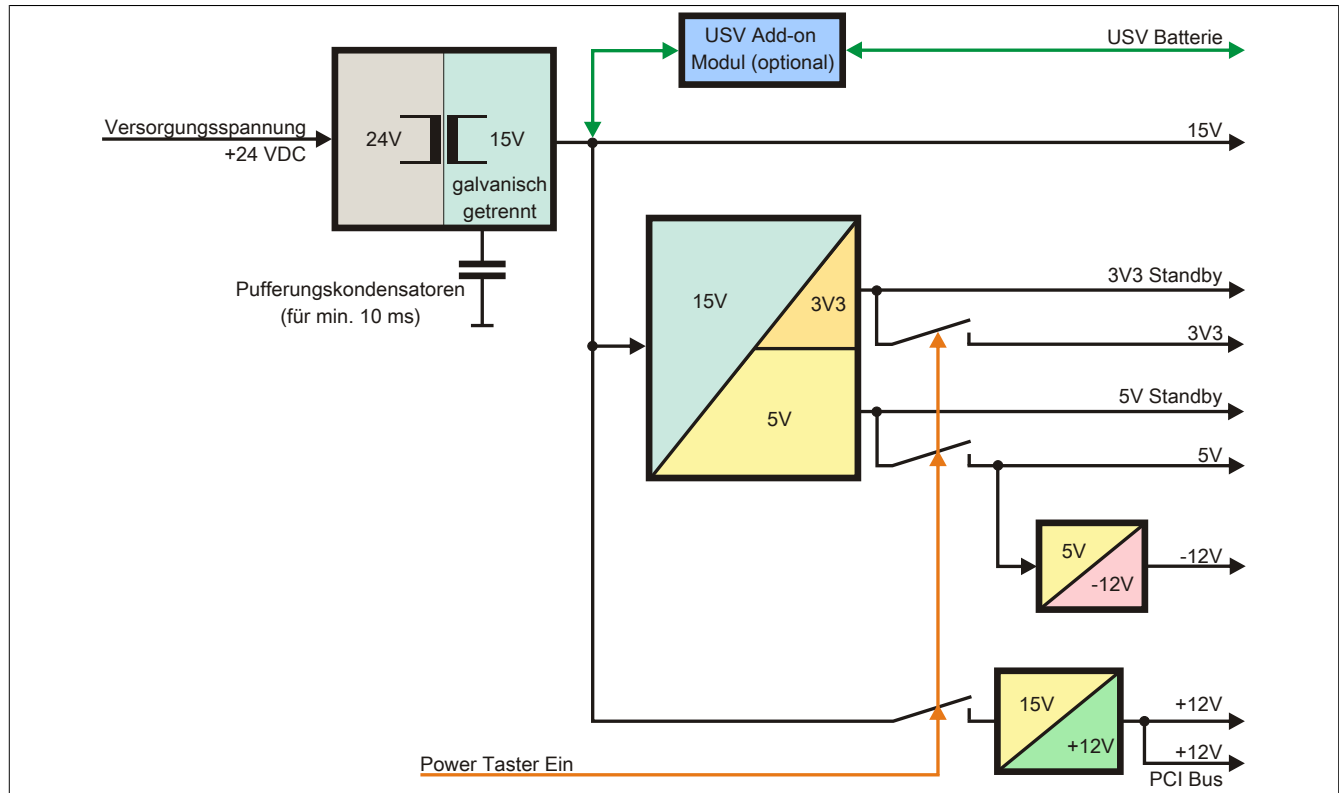 USV Add-on
Modul (optional)
USV Batterie
Versorgungsspannung
+24 VDC
24V
15V
galvanisch
getrennt
15V
Pufferungskondensatoren
(für min. 10 ms)
15V
3V3
5V
3V3 Standby
3V3
5V Standby
5V
5V
-12V
-12V
15V
+12V
+12V
+12V
PCI Bus
Power Taster Ein